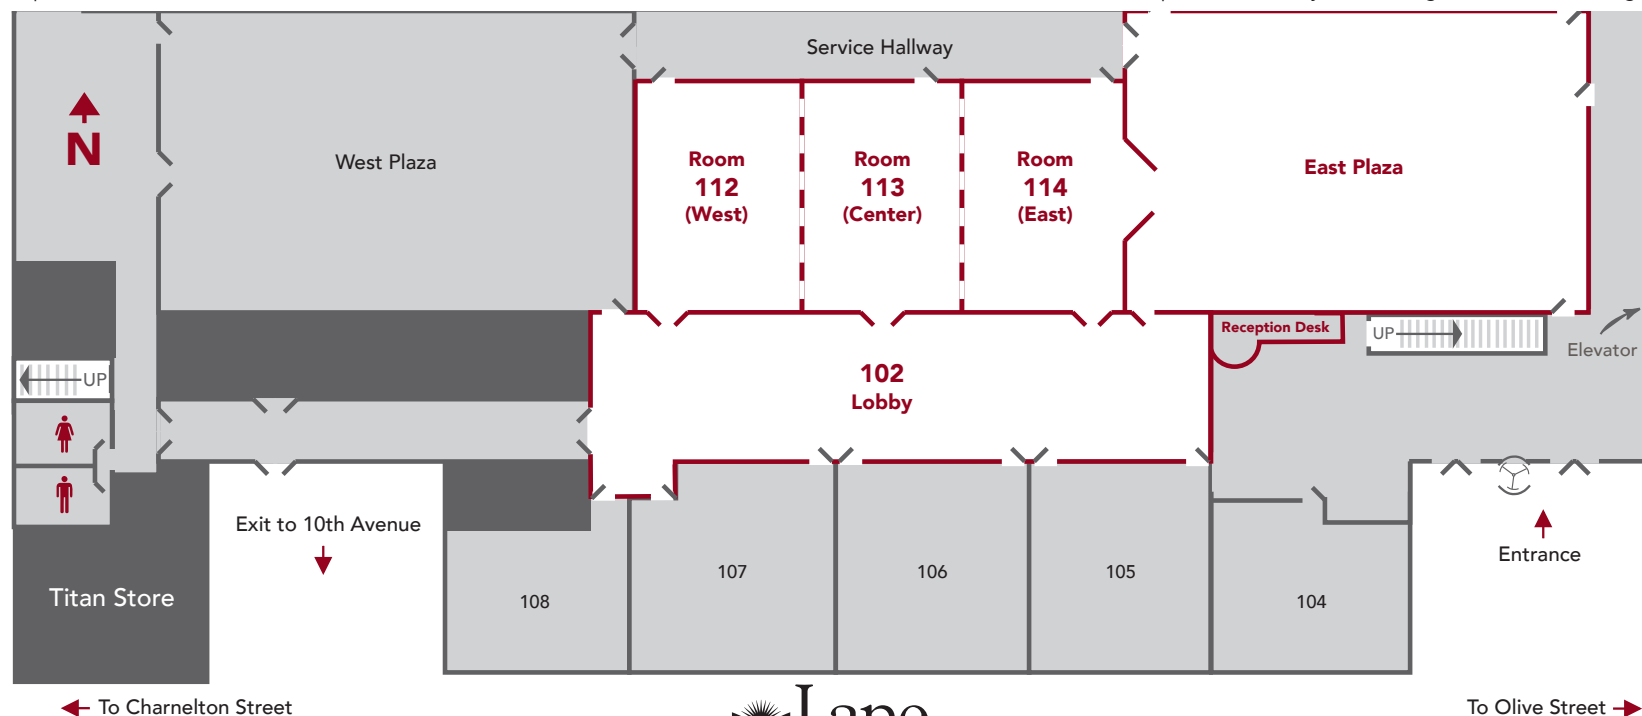 Service Hallway
N
West Plaza
Room
112
(West)
Room
113
(Center)
Room
114
(East)
East Plaza
Reception Desk
UP
Elevator
UP
102
Lobby
Exit to 10th Avenue
Entrance
Titan Store
108
107
106
105
104
To Charnelton Street
Lane
To Olive Street